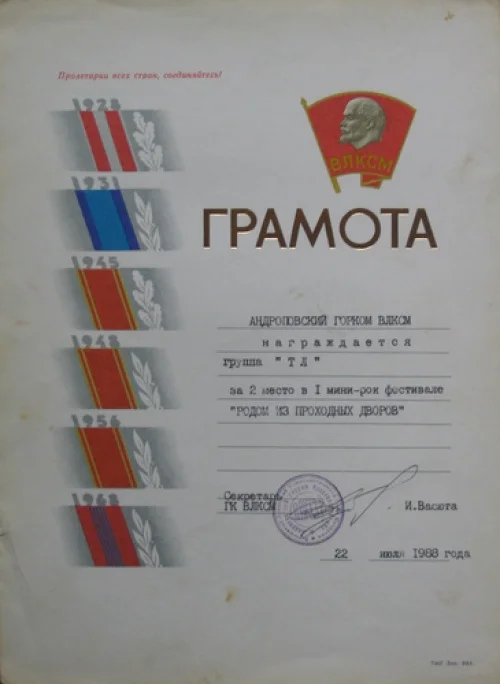 Пролетарии всех стран, соединяйтесь!
1928
1931
1945
1948
1956
1968
ВЛКСМ
ГРАМОТА
АНДРОПОВСКИЙ ГОРКОМ ВЛКСМ
награждается
группа "ТЛ"
за 2 место в I мини-рок фестивале
"РОДОМ ИЗ ПРОХОДНЫХ ДВОРОВ"
Секретарь
ГК ВЛКСМ И.Васюта
22 июля 1988 года